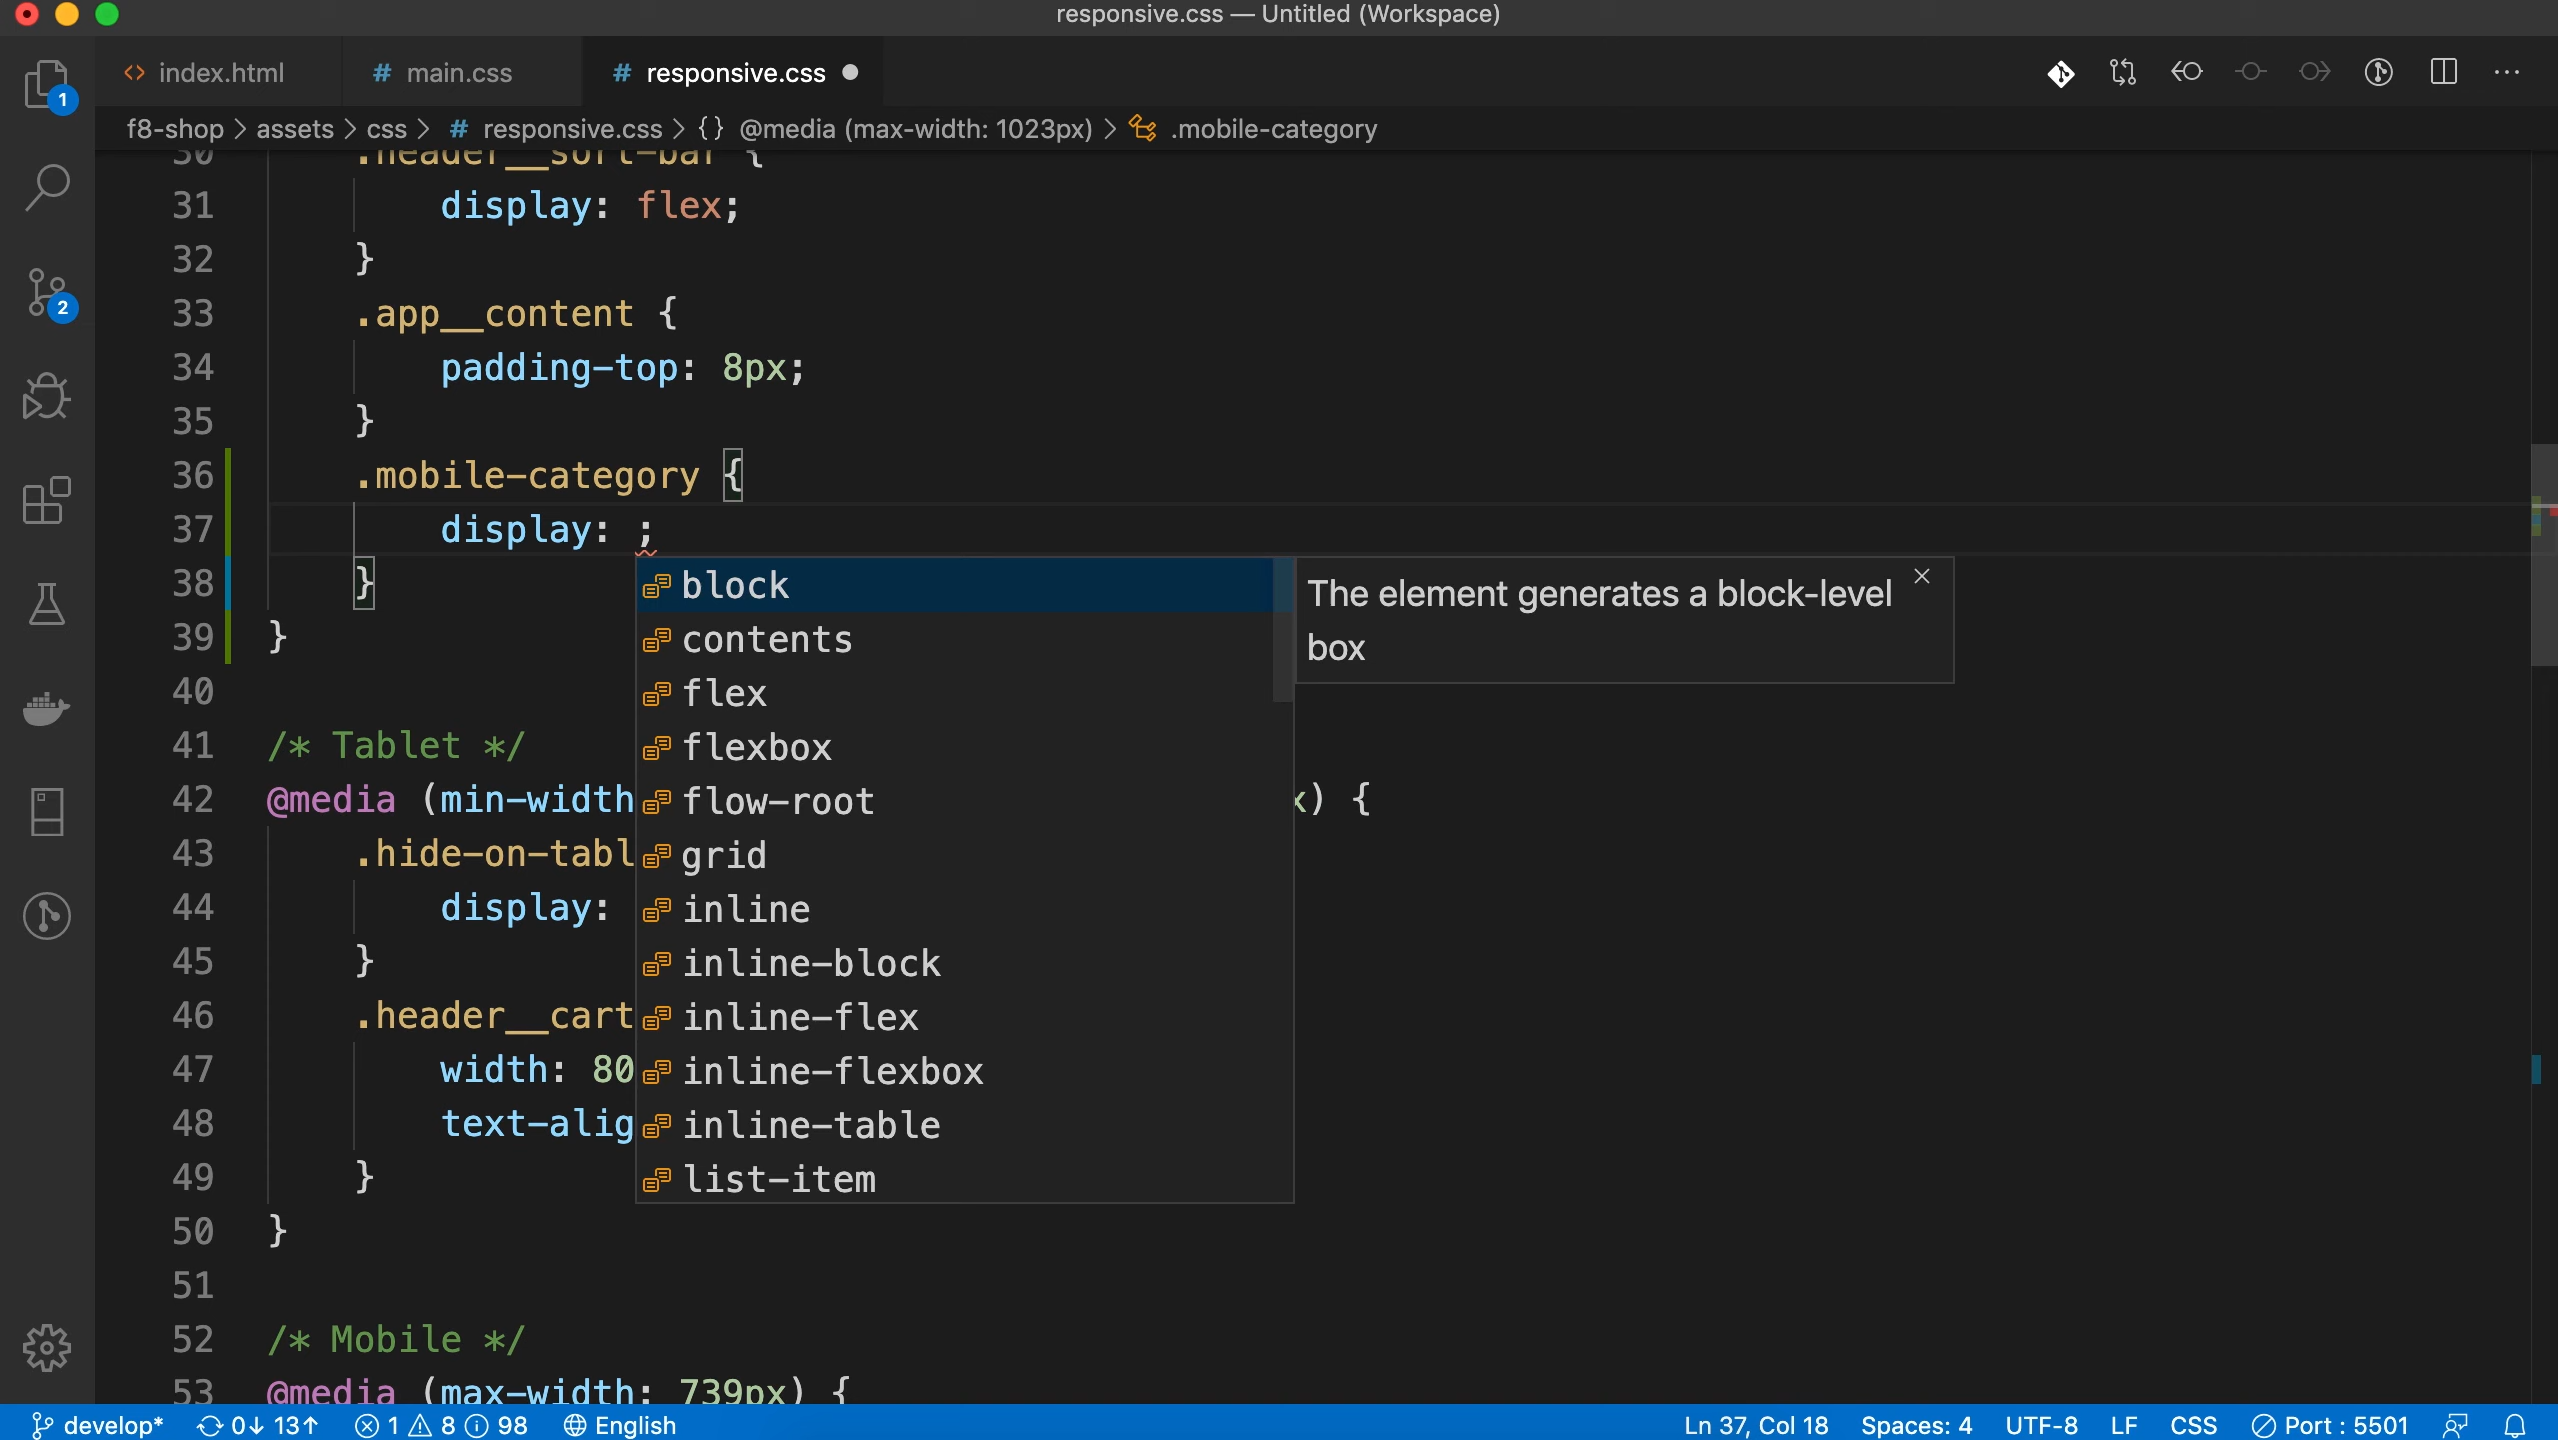 responsive.css — Untitled (Workspace)
index.html
# main.css
# responsive.css
f8-shop > assets > css > # responsive.css > {} @media (max-width: 1023px) > .mobile-category
1
2
30 .header__sort-bar {
31 display: flex;
32 }
33 .app__content {
34 padding-top: 8px;
35 }
36 .mobile-category {
37 display: ;
38 }
39 }
40
41 /* Tablet */
42 @media (min-width x) {
43 .hide-on-tabl
44 display:
45 }
46 .header__cart
47 width: 80
48 text-alig
49 }
50 }
51
52 /* Mobile */
53 @media (max-width: 739px) {
block
contents
flex
flexbox
flow-root
grid
inline
inline-block
inline-flex
inline-flexbox
inline-table
list-item
The element generates a block-level
box
develop* 0↓ 13↑ 1 8 98 English
Ln 37, Col 18 Spaces: 4 UTF-8 LF CSS Port : 5501